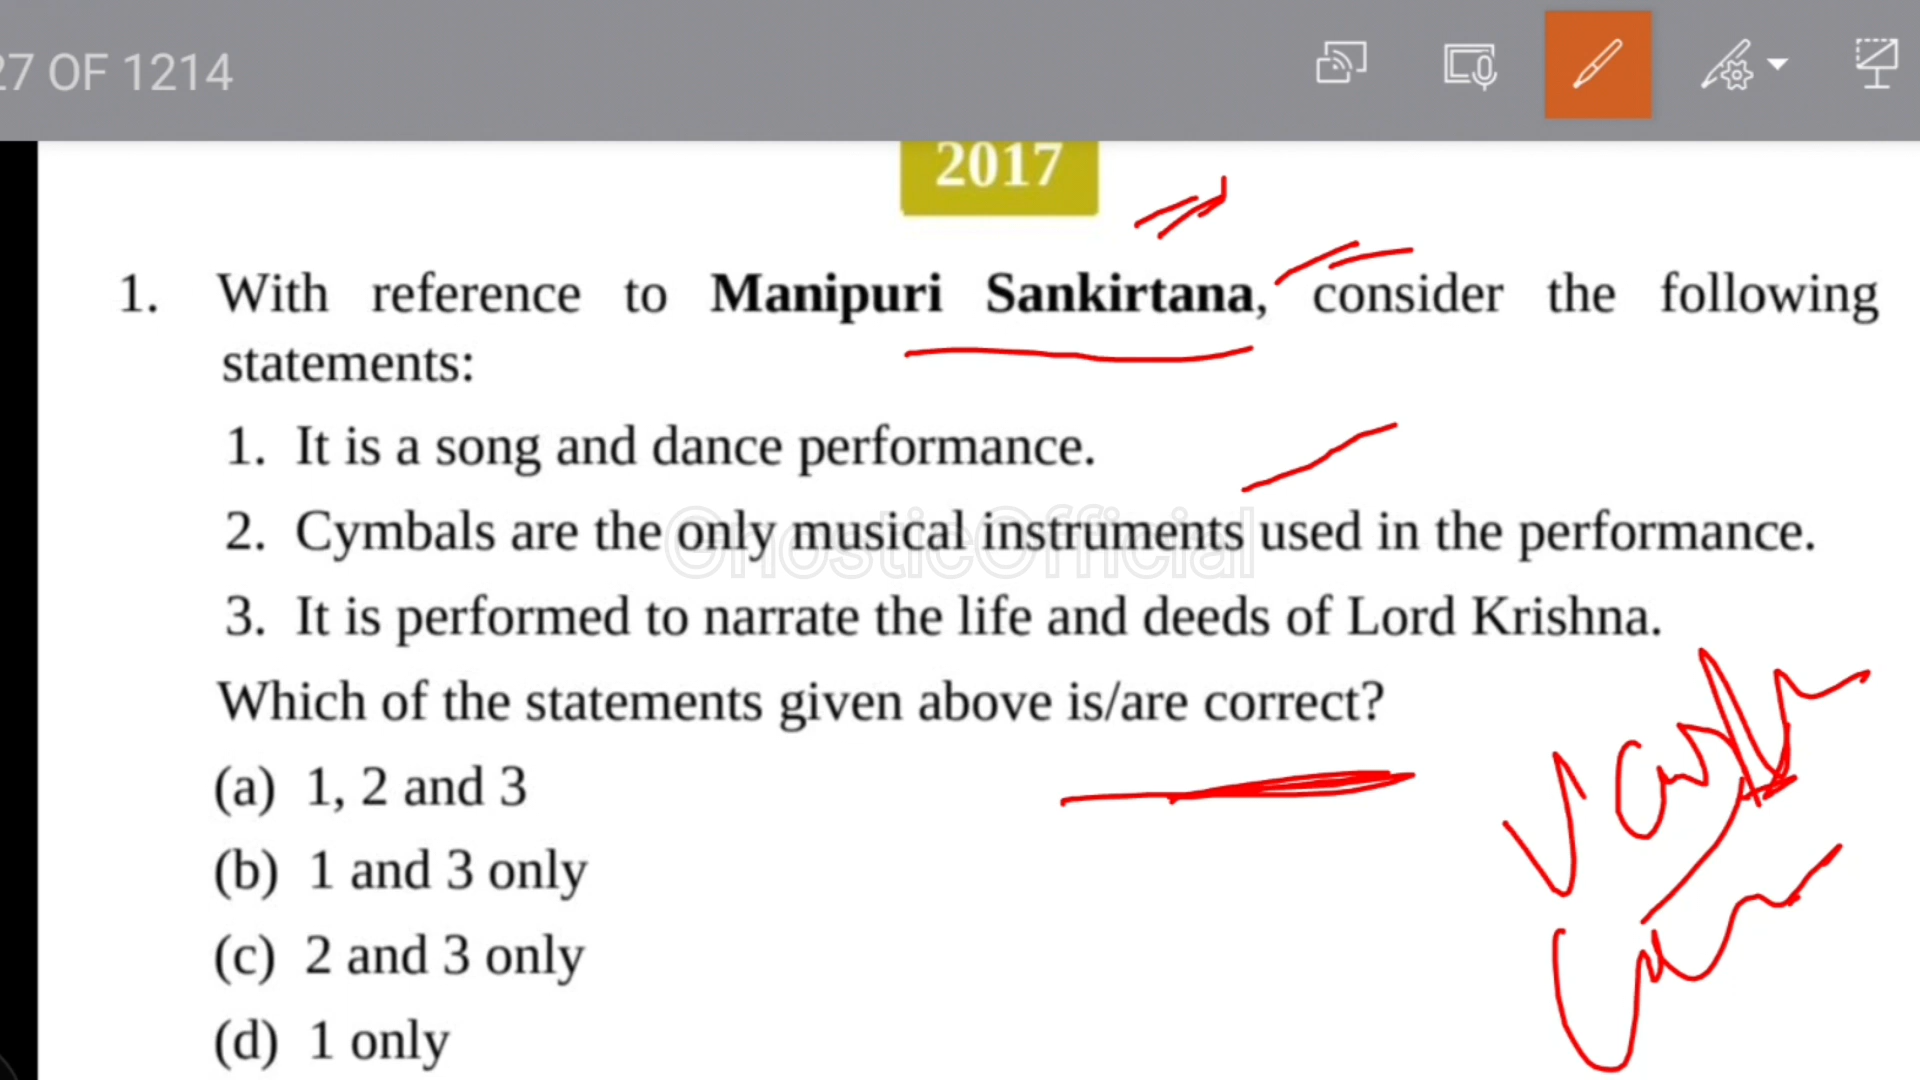 27 OF 1214
2017
1. With reference to Manipuri Sankirtana, consider the following
statements:
1. It is a song and dance performance.
2. Cymbals are the only musical instruments used in the performance.
GnosticOfficial
3. It is performed to narrate the life and deeds of Lord Krishna.
Which of the statements given above is/are correct?
(a) 1, 2 and 3
(b) 1 and 3 only
(c) 2 and 3 only
(d) 1 only